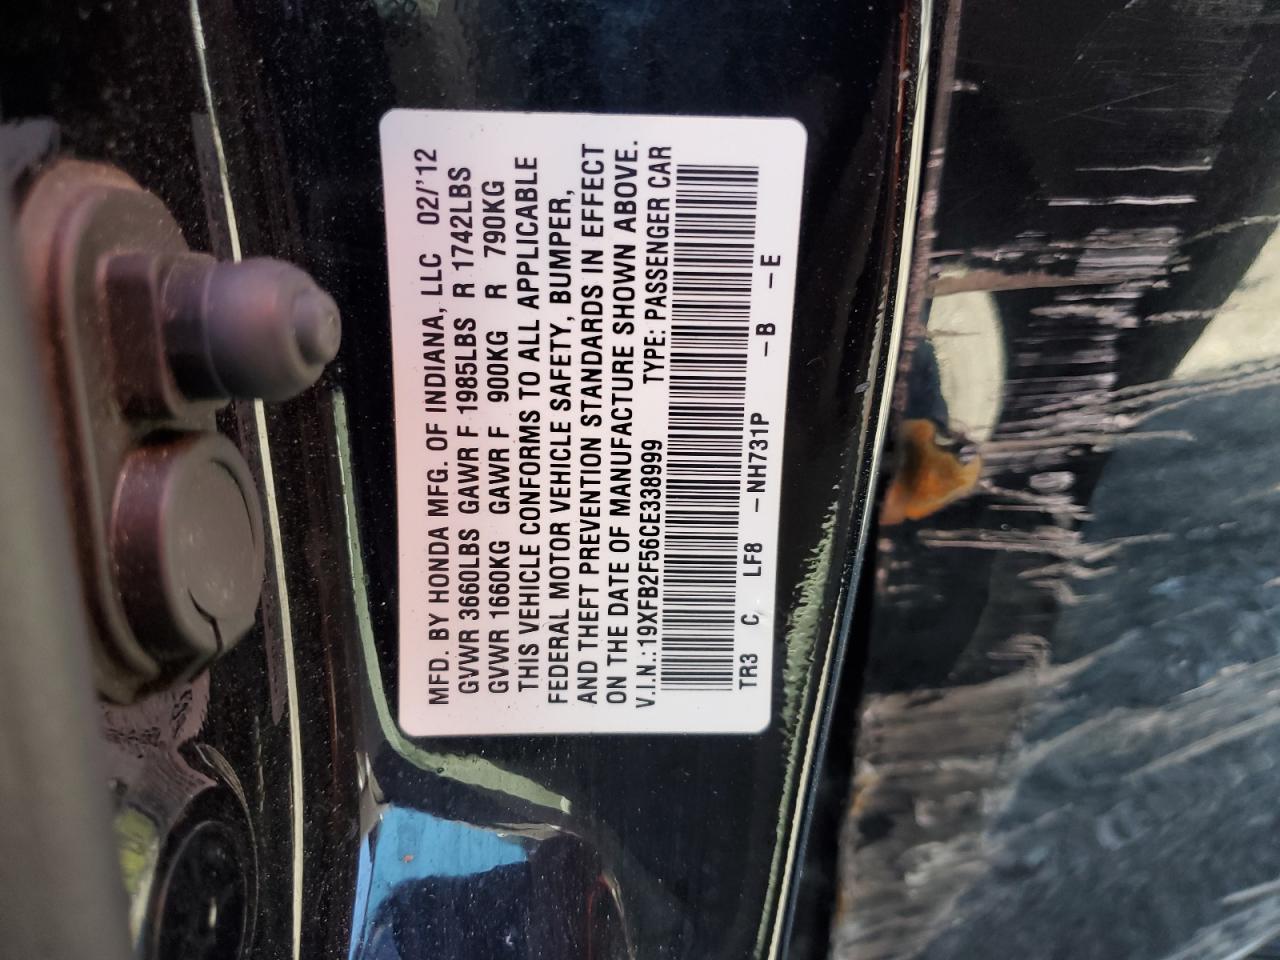 MFD. BY HONDA MFG. OF INDIANA, LLC 02/'12
GVWR 3660LBS GAWR F 1985LBS R 1742LBS
GVWR 1660KG GAWR F 900KG R 790KG
THIS VEHICLE CONFORMS TO ALL APPLICABLE
FEDERAL MOTOR VEHICLE SAFETY, BUMPER,
AND THEFT PREVENTION STANDARDS IN EFFECT
ON THE DATE OF MANUFACTURE SHOWN ABOVE.
V.I.N.:19XFB2F56CE338999 TYPE: PASSENGER CAR
TR3 C LF8 -NH731P -B -E